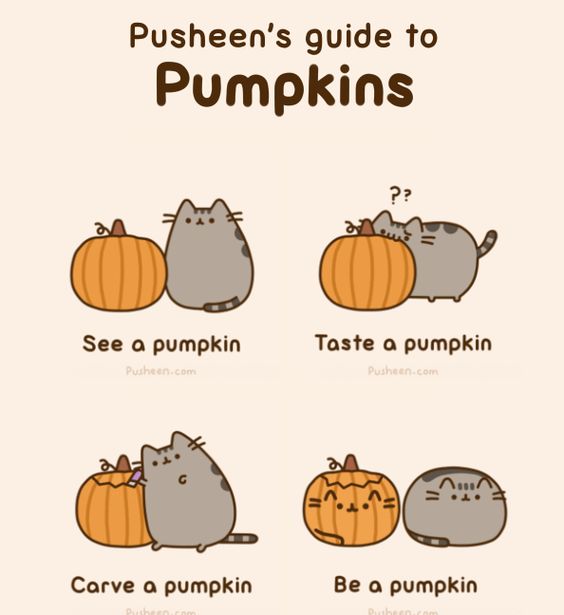 Pusheen's guide to
Pumpkins
??
See a pumpkin
Taste a pumpkin
Pusheen.com
Pusheen.com
Carve a pumpkin
Be a pumpkin
Pusheen.com
Pusheen.com